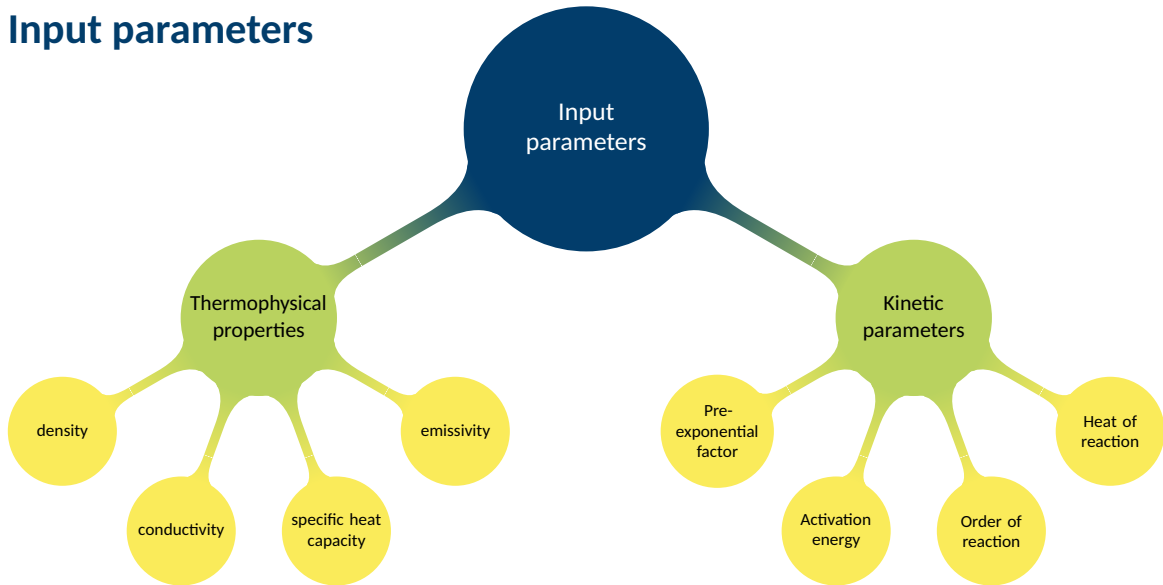 Input parameters
Input
parameters
Thermophysical
properties
Kinetic
parameters
density
conductivity
specific heat
capacity
emissivity
Pre-
exponential
factor
Activation
energy
Order of
reaction
Heat of
reaction